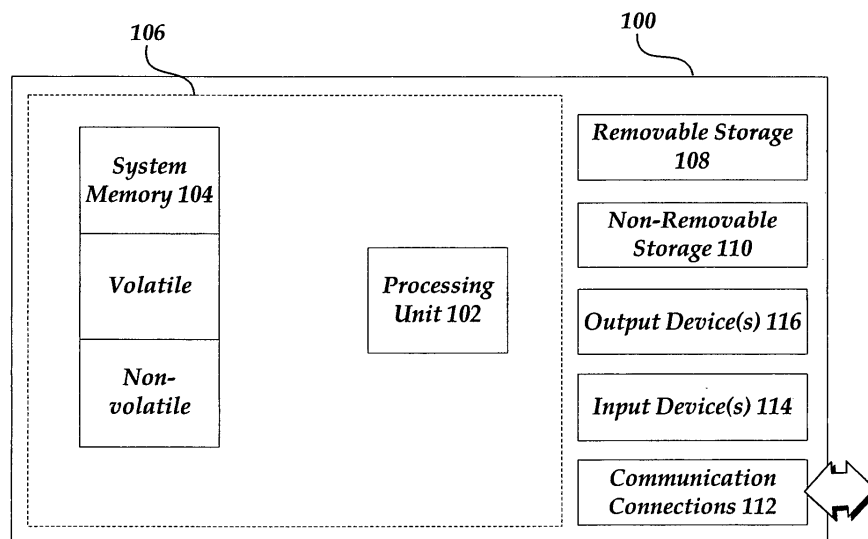 106
100
System
Memory 104
Volatile
Non-
volatile
Processing
Unit 102
Removable Storage
108
Non-Removable
Storage 110
Output Device(s) 116
Input Device(s) 114
Communication
Connections 112